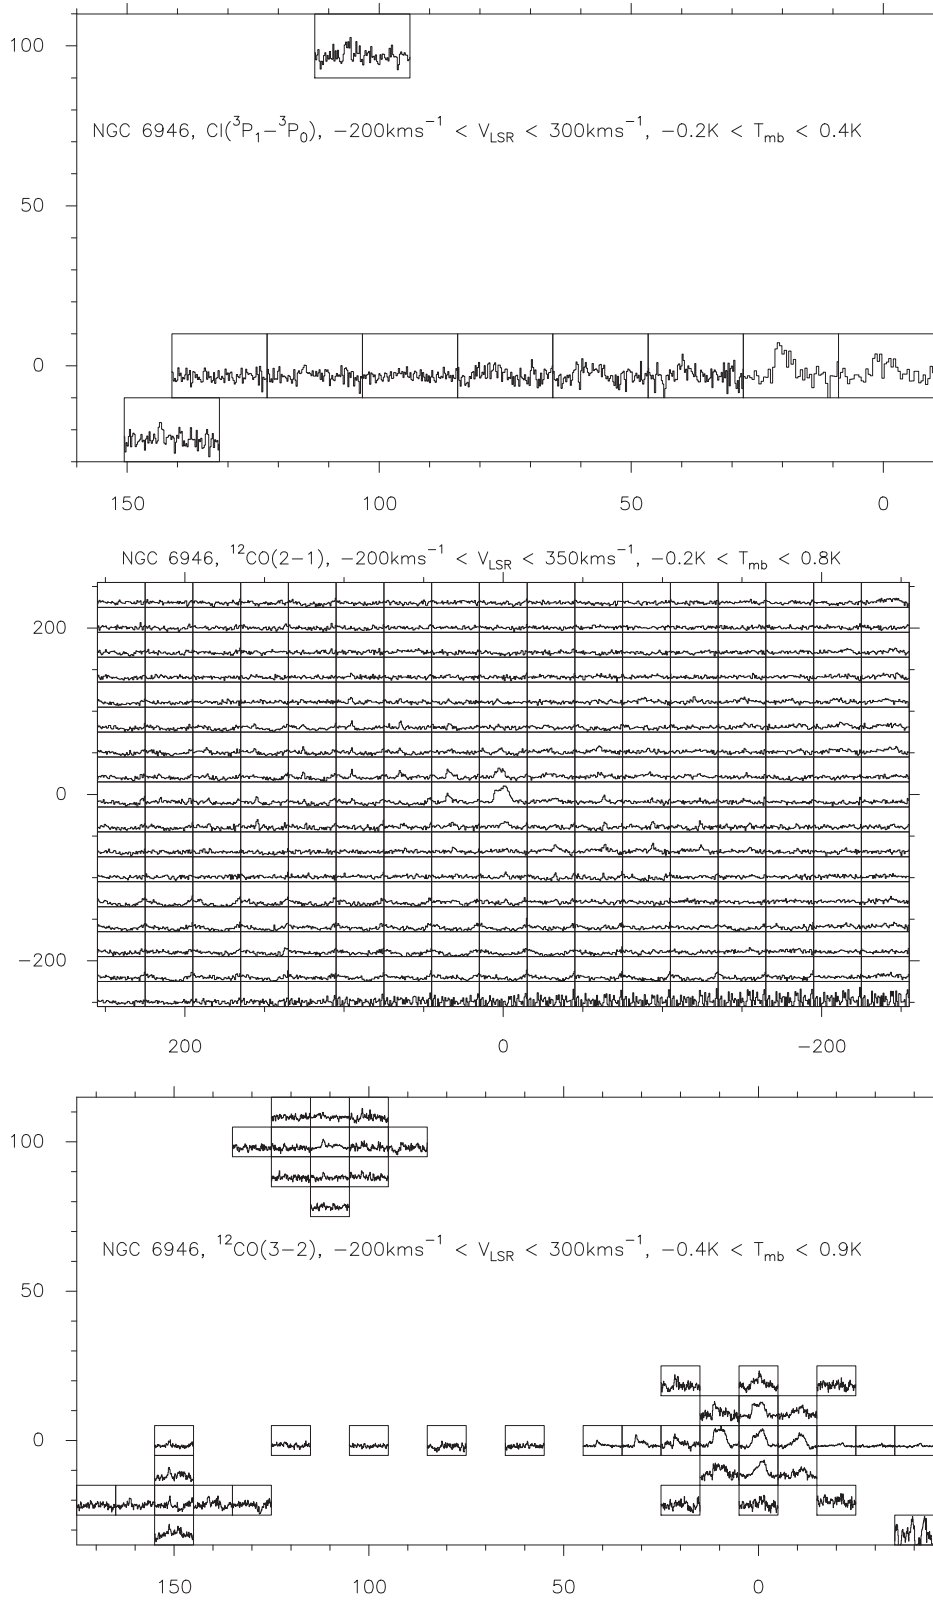 100
NGC 6946, CI(³P₁−³P₀), −200kms⁻¹ < V_LSR < 300kms⁻¹, −0.2K < T_mb < 0.4K
50
0
150 100 50 0
NGC 6946, ¹²CO(2−1), −200kms⁻¹ < V_LSR < 350kms⁻¹, −0.2K < T_mb < 0.8K
200
0
−200
200 0 −200
100
NGC 6946, ¹²CO(3−2), −200kms⁻¹ < V_LSR < 300kms⁻¹, −0.4K < T_mb < 0.9K
50
0
150 100 50 0